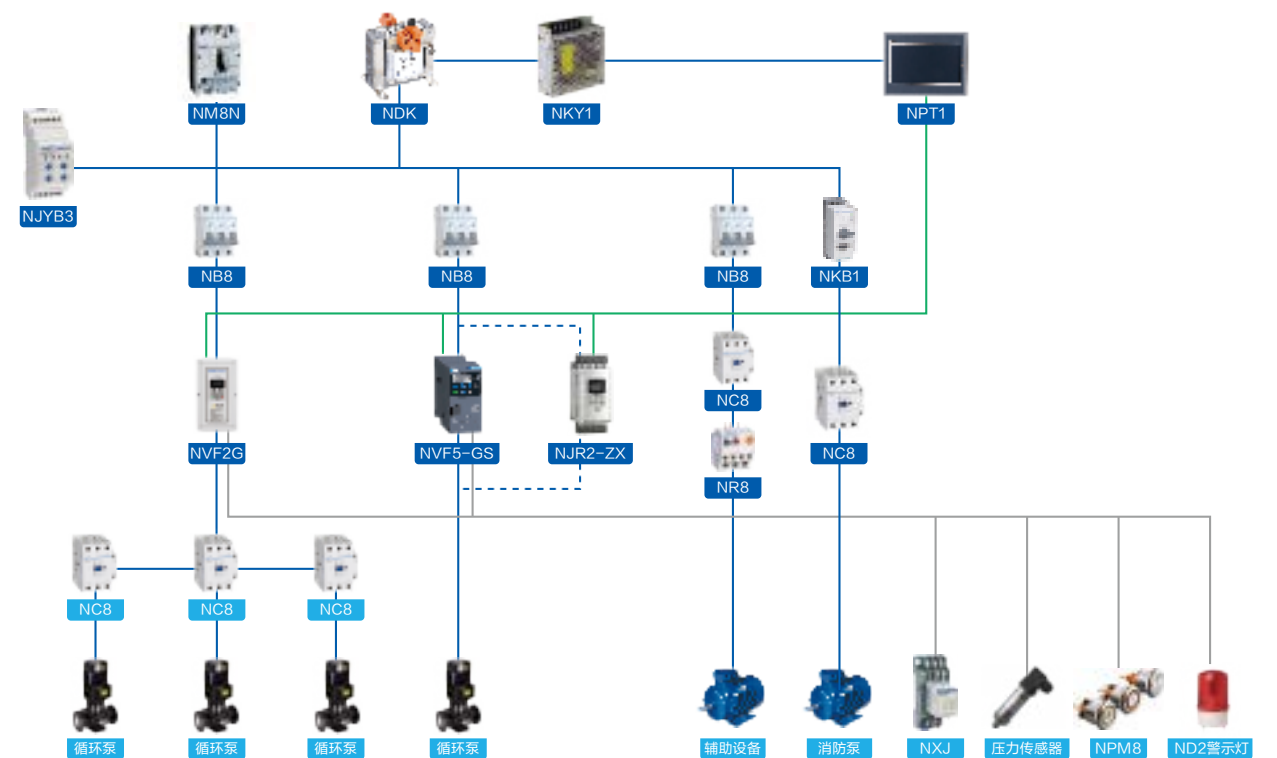 NM8N
NDK
NKY1
NPT1
NJYB3
NB8
NB8
NB8
NKB1
NC8
NVF2G
NVF5-GS
NJR2-ZX
NC8
NR8
NC8
NC8
NC8
循环泵
循环泵
循环泵
循环泵
辅助设备
消防泵
NXJ
压力传感器
NPM8
ND2警示灯